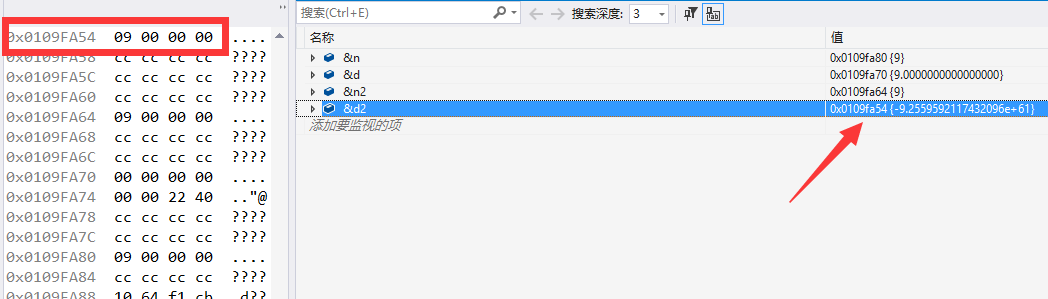 搜索(Ctrl+E)
搜索深度: 3
0x0109FA54 09 00 00 00 ....
0x0109FA58 cc cc cc cc ????
0x0109FA5C cc cc cc cc ????
0x0109FA60 cc cc cc cc ????
0x0109FA64 09 00 00 00 ....
0x0109FA68 cc cc cc cc ????
0x0109FA6C cc cc cc cc ????
0x0109FA70 00 00 00 00 ....
0x0109FA74 00 00 22 40 .."@
0x0109FA78 cc cc cc cc ????
0x0109FA7C cc cc cc cc ????
0x0109FA80 09 00 00 00 ....
0x0109FA84 cc cc cc cc ????
0x0109FA88 10 64 f1 cb .d??
名称 值
&n 0x0109fa80 {9}
&d 0x0109fa70 {9.0000000000000000}
&n2 0x0109fa64 {9}
&d2 0x0109fa54 {-9.2559592117432096e+61}
添加要监视的项